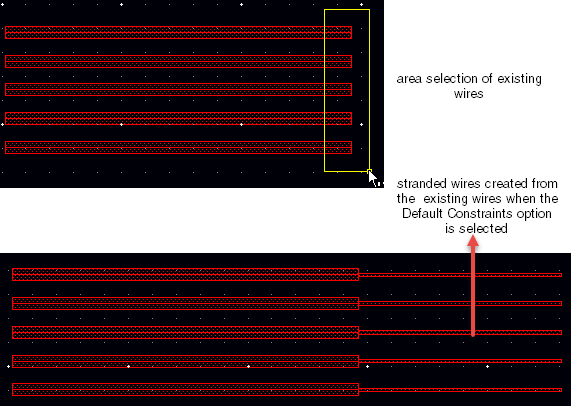 area selection of existing
wires
stranded wires created from
the existing wires when the
Default Constraints option
is selected